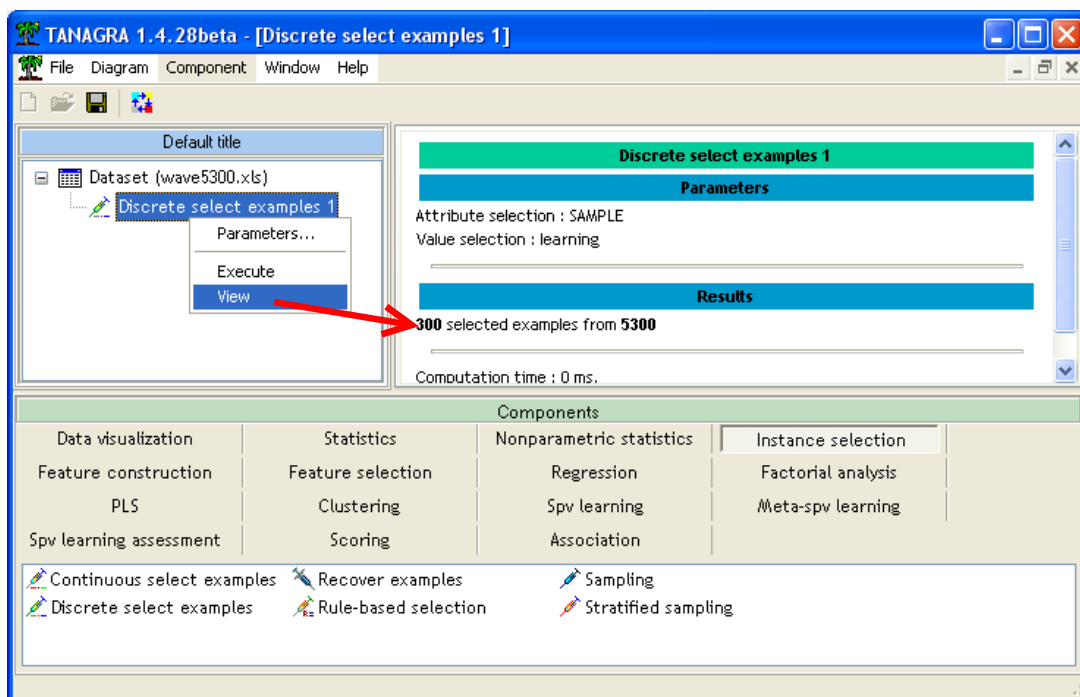 TANAGRA 1.4.28beta - [Discrete select examples 1]
File Diagram Component Window Help
Default title
Dataset (wave5300.xls)
Discrete select examples 1
Parameters...
Execute
View
Discrete select examples 1
Parameters
Attribute selection : SAMPLE
Value selection : learning
Results
300 selected examples from 5300
Computation time : 0 ms.
Components
Data visualization Statistics Nonparametric statistics Instance selection
Feature construction Feature selection Regression Factorial analysis
PLS Clustering Spv learning Meta-spv learning
Spv learning assessment Scoring Association
Continuous select examples Recover examples Sampling
Discrete select examples Rule-based selection Stratified sampling